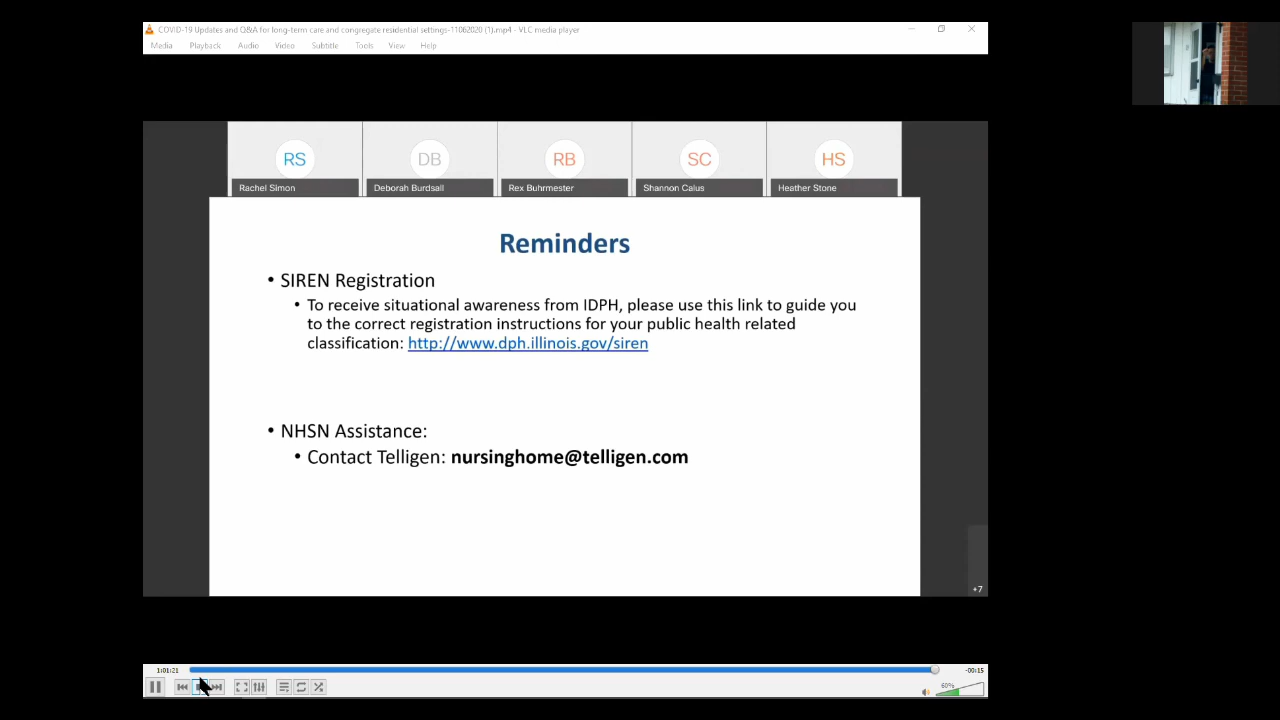 COVID-19 Updates and Q&A for long-term care and congregate residential settings-11062020 (1).mp4 - VLC media player
Media Playback Audio Video Subtitle Tools View Help
RS DB RB SC HS
Rachel Simon Deborah Burdsall Rex Buhrmester Shannon Calus Heather Stone
Reminders
• SIREN Registration
• To receive situational awareness from IDPH, please use this link to guide you
to the correct registration instructions for your public health related
classification: http://www.dph.illinois.gov/siren
• NHSN Assistance:
• Contact Telligen: nursinghome@telligen.com
+7
1:01:21 -00:15
60%